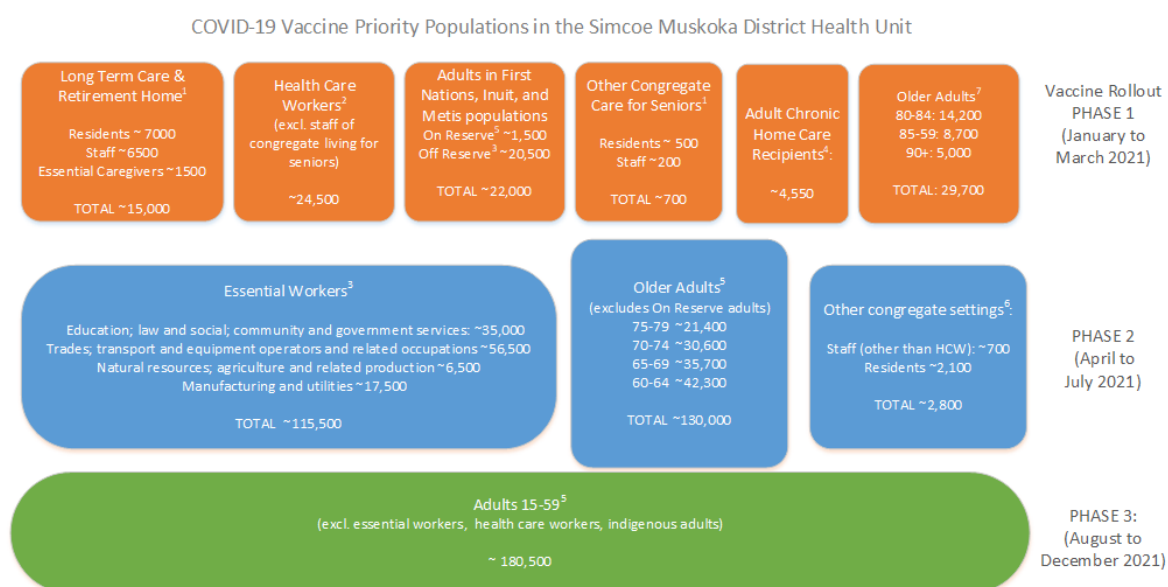 COVID-19 Vaccine Priority Populations in the Simcoe Muskoka District Health Unit
Long Term Care &
Retirement Home1
Residents ~ 7000
Staff ~6500
Essential Caregivers ~1500
TOTAL ~15,000
Health Care
Workers2
(excl. staff of
congregate living for
seniors)
~24,500
Adults in First
Nations, Inuit, and
Metis populations
On Reserve5 ~1,500
Off Reserve3 ~20,500
TOTAL ~22,000
Other Congregate
Care for Seniors1
Residents ~ 500
Staff ~200
TOTAL ~700
Adult Chronic
Home Care
Recipients4:
~4,550
Older Adults7
80-84: 14,200
85-59: 8,700
90+: 5,000
TOTAL: 29,700
Vaccine Rollout
PHASE 1
(January to
March 2021)
Essential Workers3
Education; law and social; community and government services: ~35,000
Trades; transport and equipment operators and related occupations ~56,500
Natural resources; agriculture and related production ~6,500
Manufacturing and utilities ~17,500
TOTAL ~115,500
Older Adults5
(excludes On Reserve adults)
75-79 ~21,400
70-74 ~30,600
65-69 ~35,700
60-64 ~42,300
TOTAL ~130,000
Other congregate settings6:
Staff (other than HCW): ~700
Residents ~2,100
TOTAL ~2,800
PHASE 2
(April to
July 2021)
Adults 15-595
(excl. essential workers, health care workers, indigenous adults)
~ 180,500
PHASE 3:
(August to
December 2021)